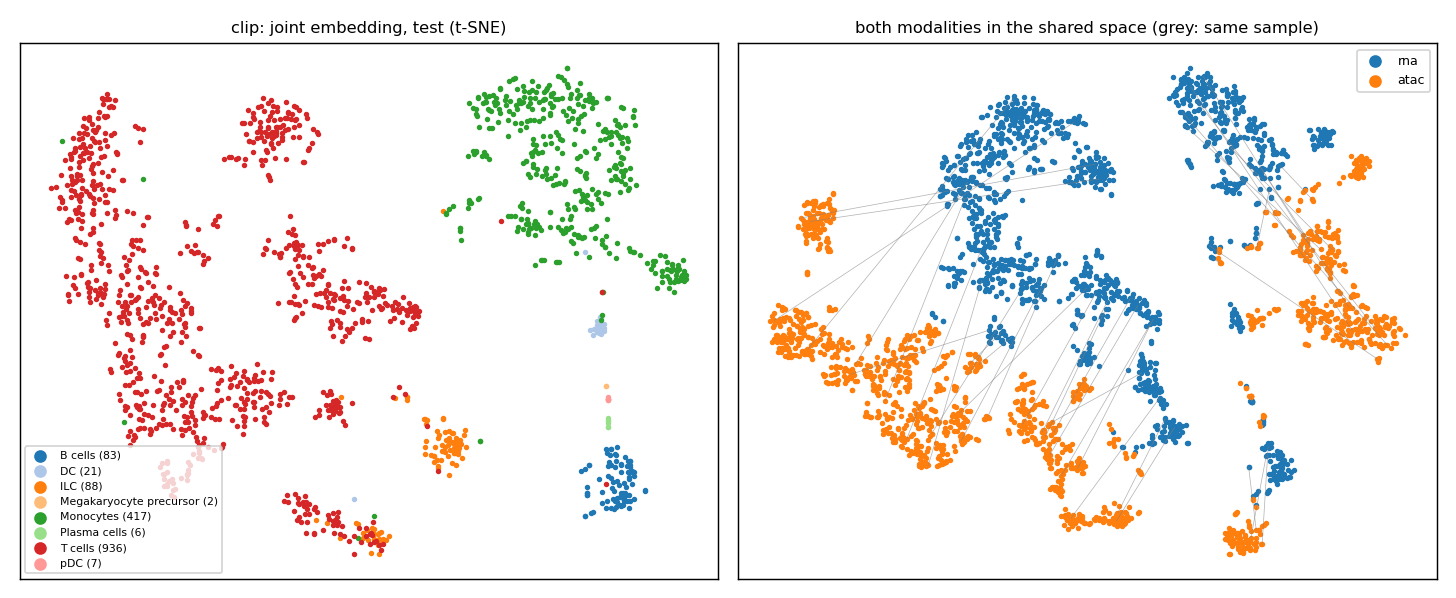 clip: joint embedding, test (t-SNE)
B cells (83)
DC (21)
ILC (88)
Megakaryocyte precursor (2)
Monocytes (417)
Plasma cells (6)
T cells (936)
pDC (7)
both modalities in the shared space (grey: same sample)
rna
atac